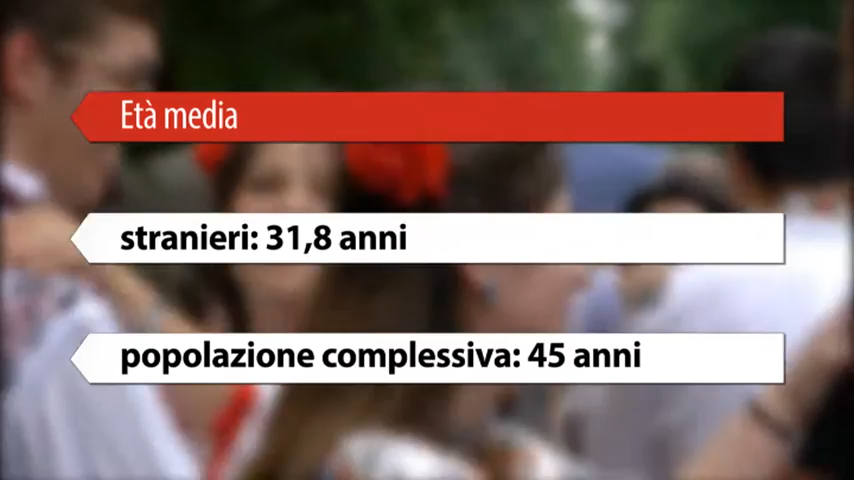 Età media
stranieri: 31,8 anni
popolazione complessiva: 45 anni